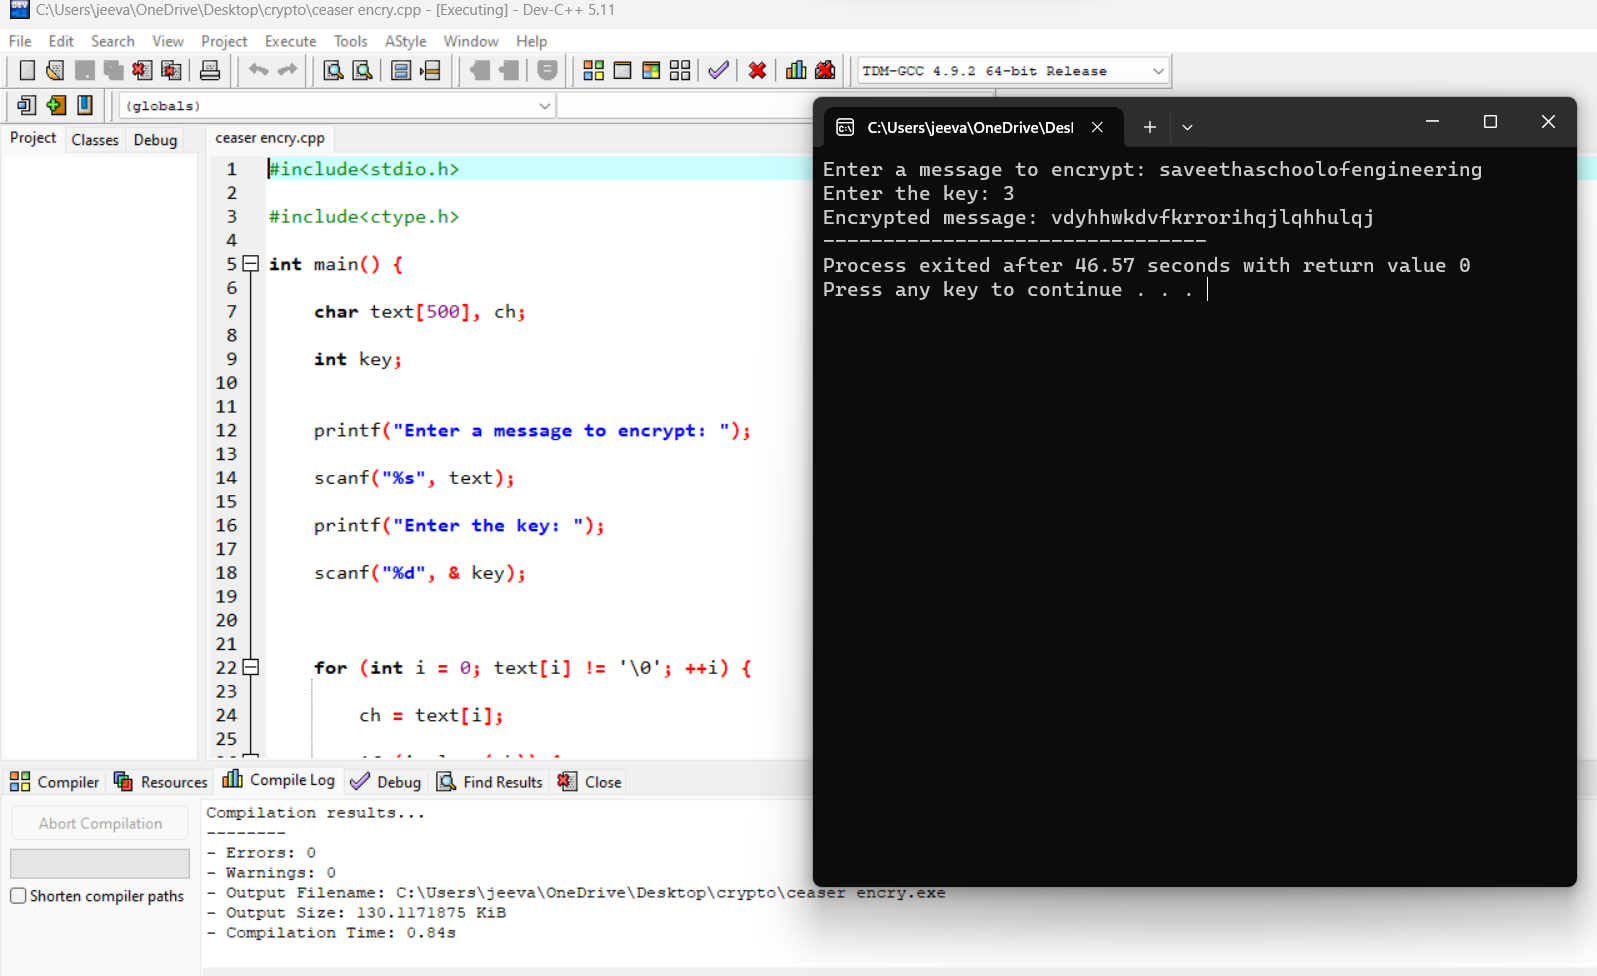 C:\Users\jeeva\OneDrive\Desktop\crypto\ceaser encry.cpp - [Executing] - Dev-C++ 5.11
File Edit Search View Project Execute Tools AStyle Window Help
TDM-GCC 4.9.2 64-bit Release
(globals)
Project Classes Debug
ceaser encry.cpp
1 #include<stdio.h>
2
3 #include<ctype.h>
4
5 int main() {
6
7 char text[500], ch;
8
9 int key;
10
11
12 printf("Enter a message to encrypt: ");
13
14 scanf("%s", text);
15
16 printf("Enter the key: ");
17
18 scanf("%d", & key);
19
20
21
22 for (int i = 0; text[i] != '\0'; ++i) {
23
24 ch = text[i];
25
C:\Users\jeeva\OneDrive\Desl
Enter a message to encrypt: saveethaschoolofengineering
Enter the key: 3
Encrypted message: vdyhhwkdvfkrrorihqjlqhhulqj
--------------------------------
Process exited after 46.57 seconds with return value 0
Press any key to continue . . .
Compiler Resources Compile Log Debug Find Results Close
Abort Compilation
Shorten compiler paths
Compilation results...
--------
- Errors: 0
- Warnings: 0
- Output Filename: C:\Users\jeeva\OneDrive\Desktop\crypto\ceaser encry.exe
- Output Size: 130.1171875 KiB
- Compilation Time: 0.84s